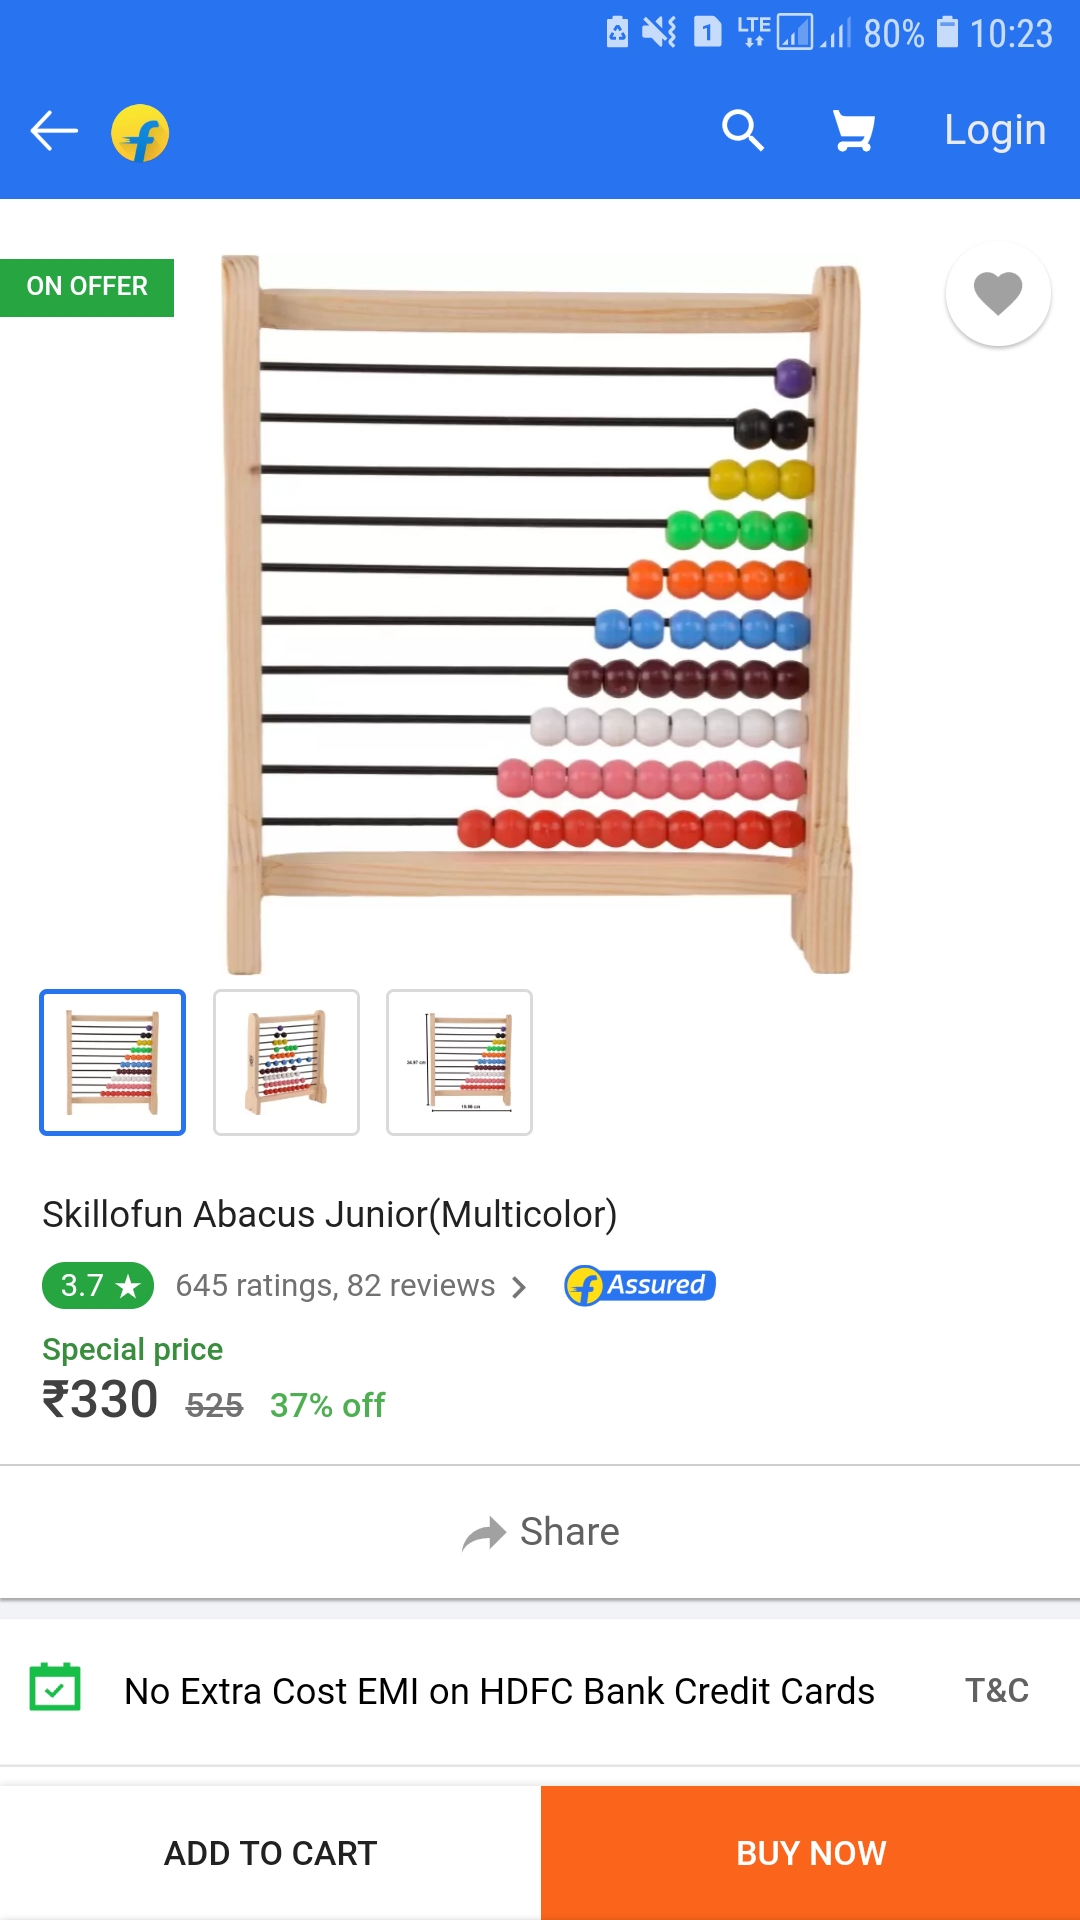 1 LTE 80% 10:23
Login
ON OFFER
Skillofun Abacus Junior(Multicolor)
3.7 ★ 645 ratings, 82 reviews Assured
Special price
₹330 525 37% off
Share
No Extra Cost EMI on HDFC Bank Credit Cards T&C
ADD TO CART BUY NOW